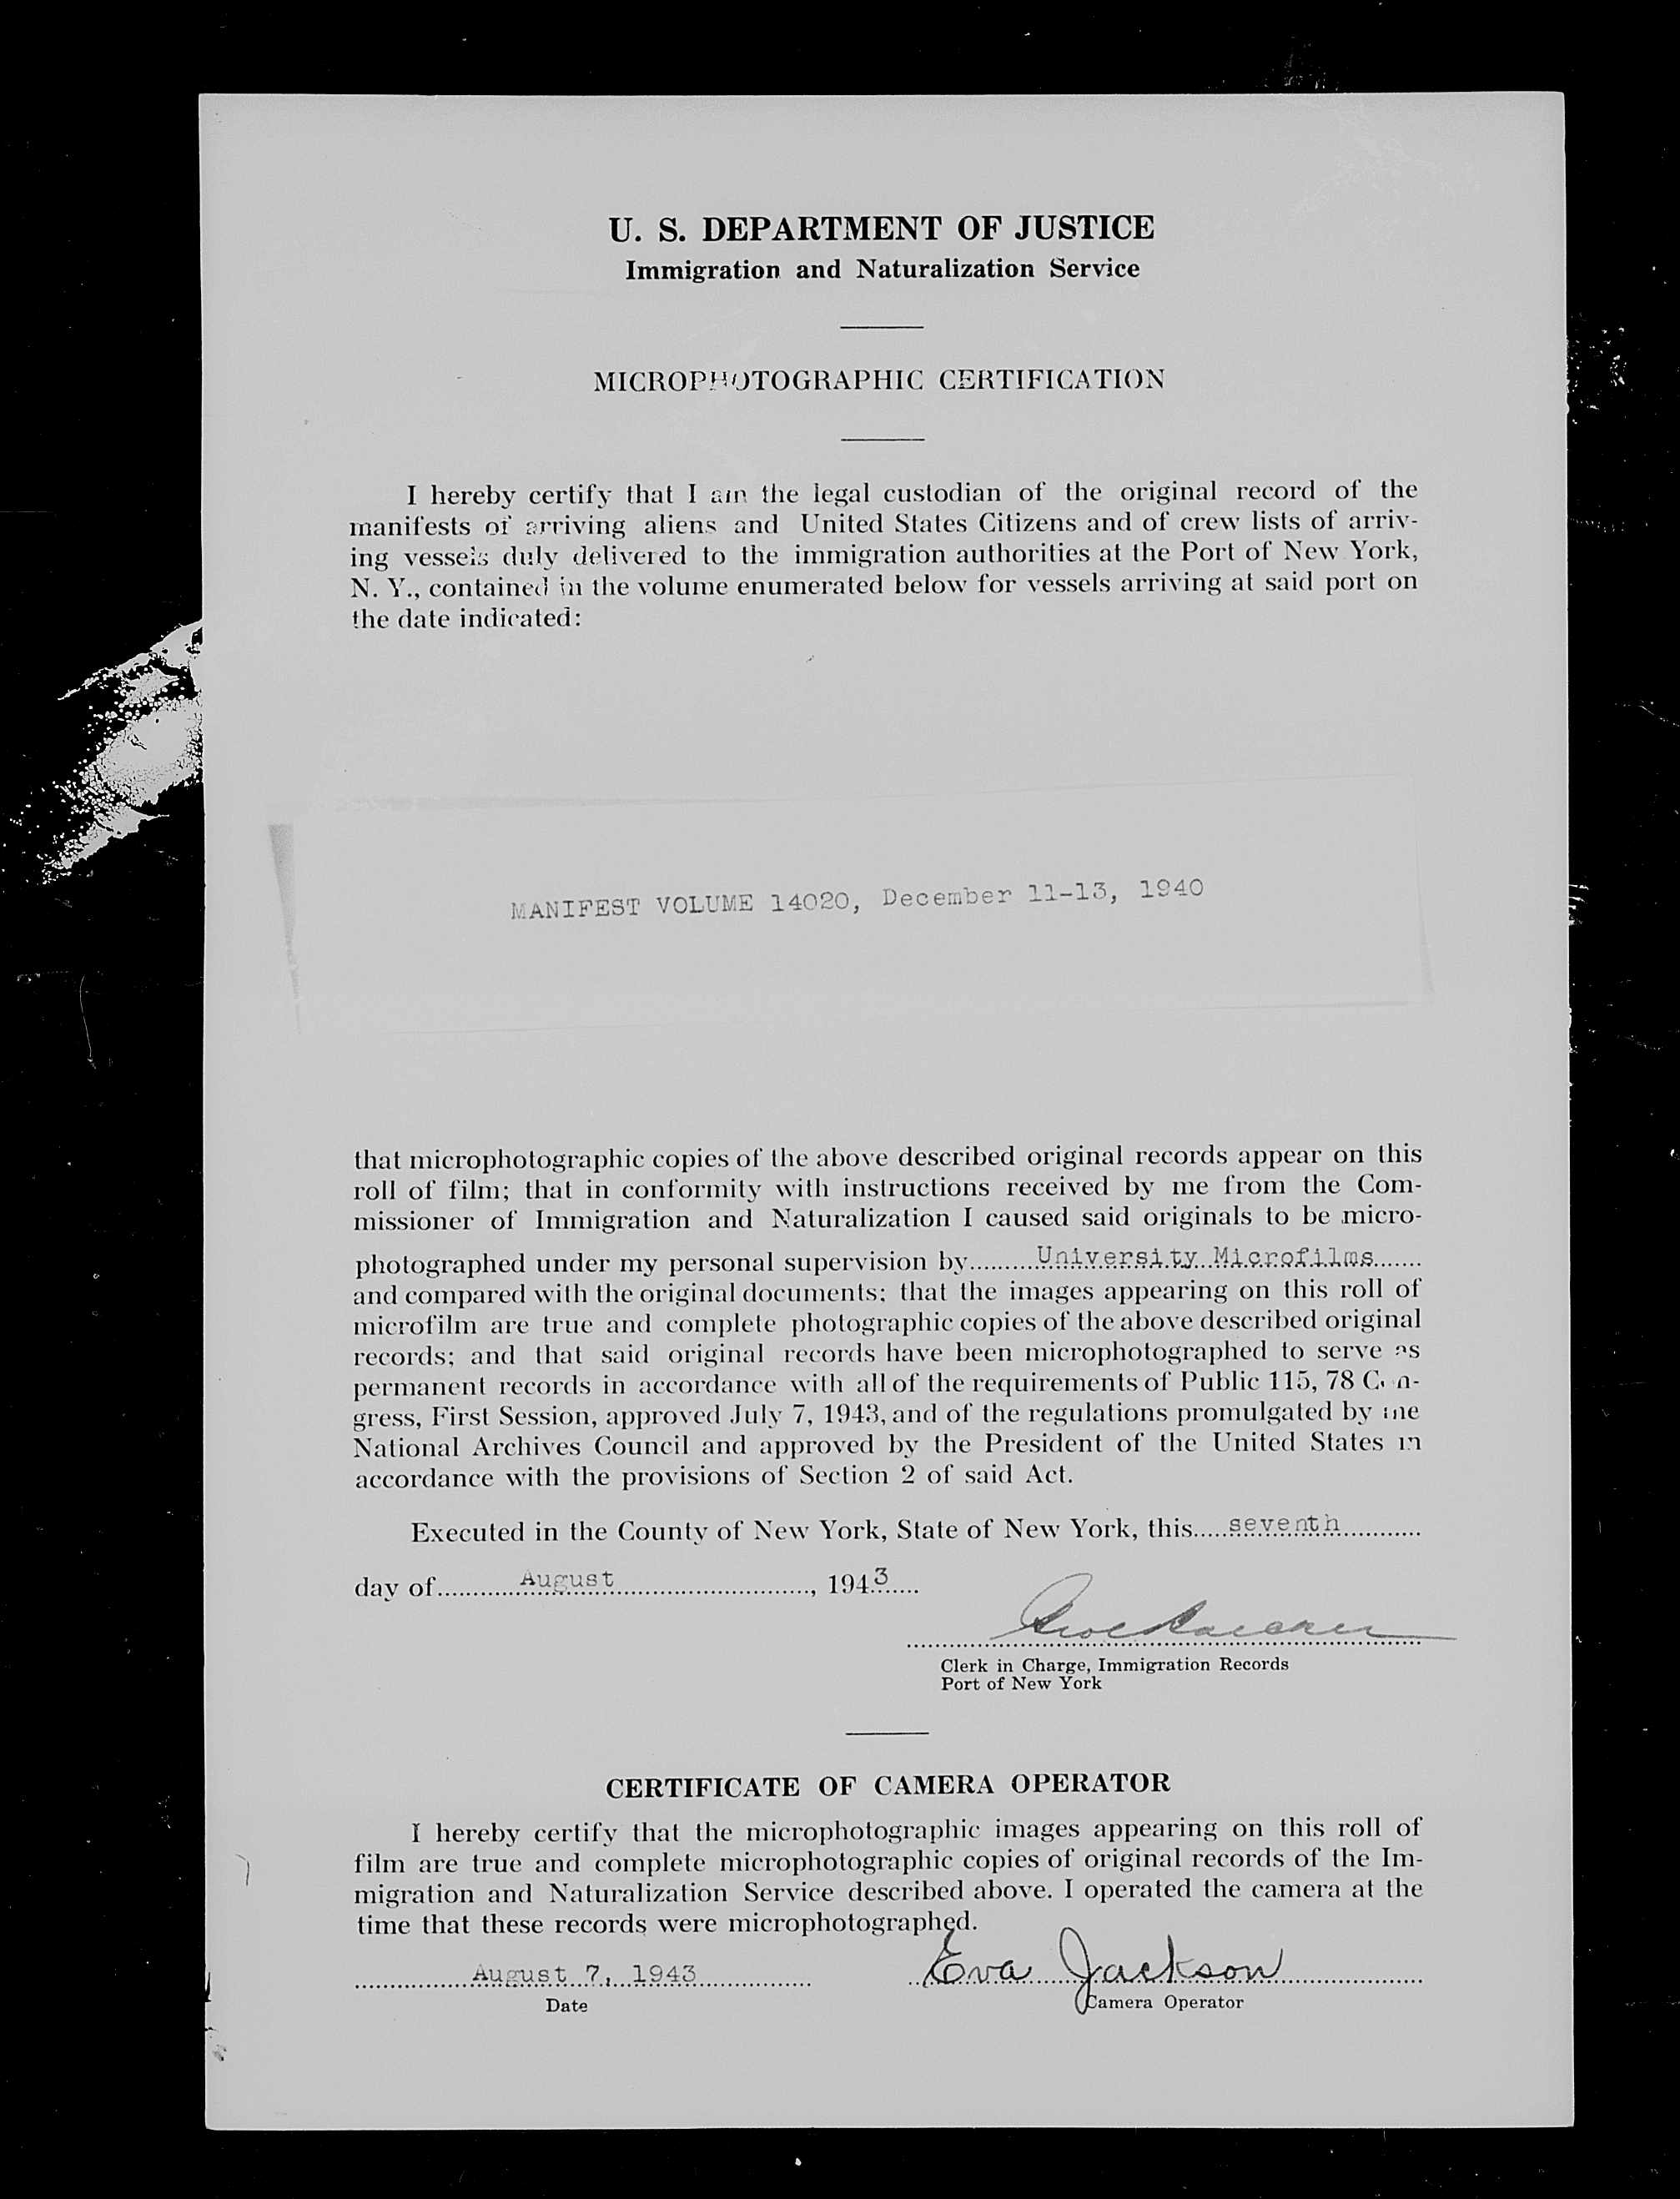 U. S. DEPARTMENT OF JUSTICE
Immigration and Naturalization Service
MICROPHOTOGRAPHIC CERTIFICATION
I hereby certify that I am the legal custodian of the original record of the
manifests of arriving aliens and United States Citizens and of crew lists of arriv-
ing vessels duly delivered to the immigration authorities at the Port of New York,
N. Y., contained in the volume enumerated below for vessels arriving at said port on
the date indicated:
MANIFEST VOLUME 14020, December 11-13, 1940
that microphotographic copies of the above described original records appear on this
roll of film; that in conformity with instructions received by me from the Com-
missioner of Immigration and Naturalization I caused said originals to be micro-
photographed under my personal supervision by University Microfilms
and compared with the original documents; that the images appearing on this roll of
microfilm are true and complete photographic copies of the above described original
records; and that said original records have been microphotographed to serve as
permanent records in accordance with all of the requirements of Public 115, 78 Con-
gress, First Session, approved July 7, 1943, and of the regulations promulgated by the
National Archives Council and approved by the President of the United States in
accordance with the provisions of Section 2 of said Act.
Executed in the County of New York, State of New York, this seventh
day of August, 1943
Clerk in Charge, Immigration Records
Port of New York
CERTIFICATE OF CAMERA OPERATOR
I hereby certify that the microphotographic images appearing on this roll of
film are true and complete microphotographic copies of original records of the Im-
migration and Naturalization Service described above. I operated the camera at the
time that these records were microphotographed.
August 7, 1943 Eva Jackson
Date Camera Operator